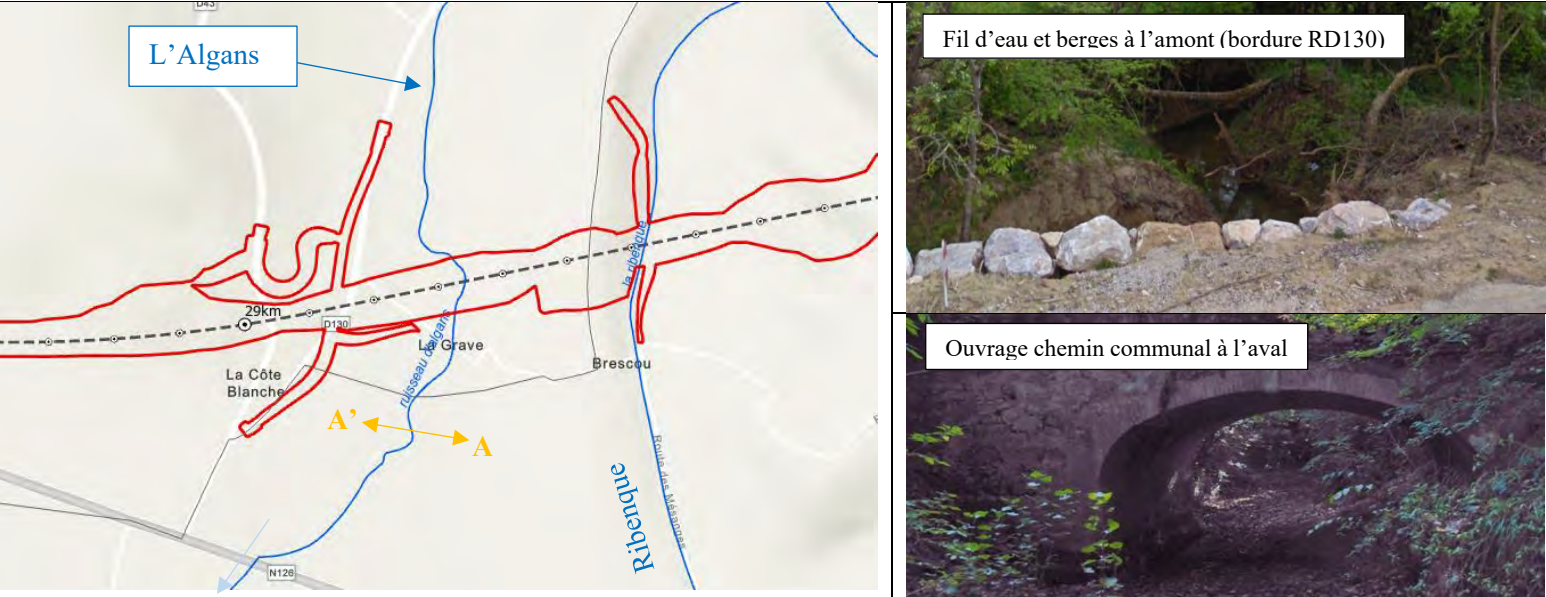 D43
L'Algans
la ribenque
29km
D130
La Grave
ruisseau d'algans
La Côte
Blanche
Brescou
A'
A
Route des Mésanges
Ribenque
N126
Fil d'eau et berges à l'amont (bordure RD130)
Ouvrage chemin communal à l'aval